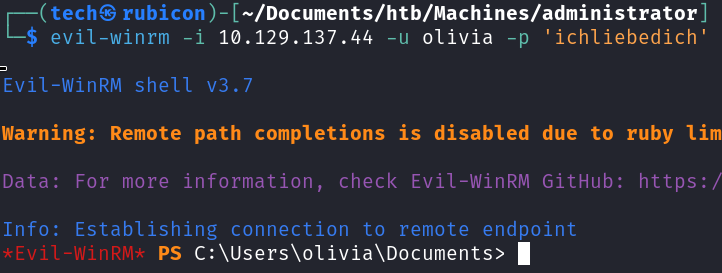 ┌──(tech㉿rubicon)-[~/Documents/htb/Machines/administrator]
└─$ evil-winrm -i 10.129.137.44 -u olivia -p 'ichliebedich'
Evil-WinRM shell v3.7
Warning: Remote path completions is disabled due to ruby lim
Data: For more information, check Evil-WinRM GitHub: https:/
Info: Establishing connection to remote endpoint
*Evil-WinRM* PS C:\Users\olivia\Documents>